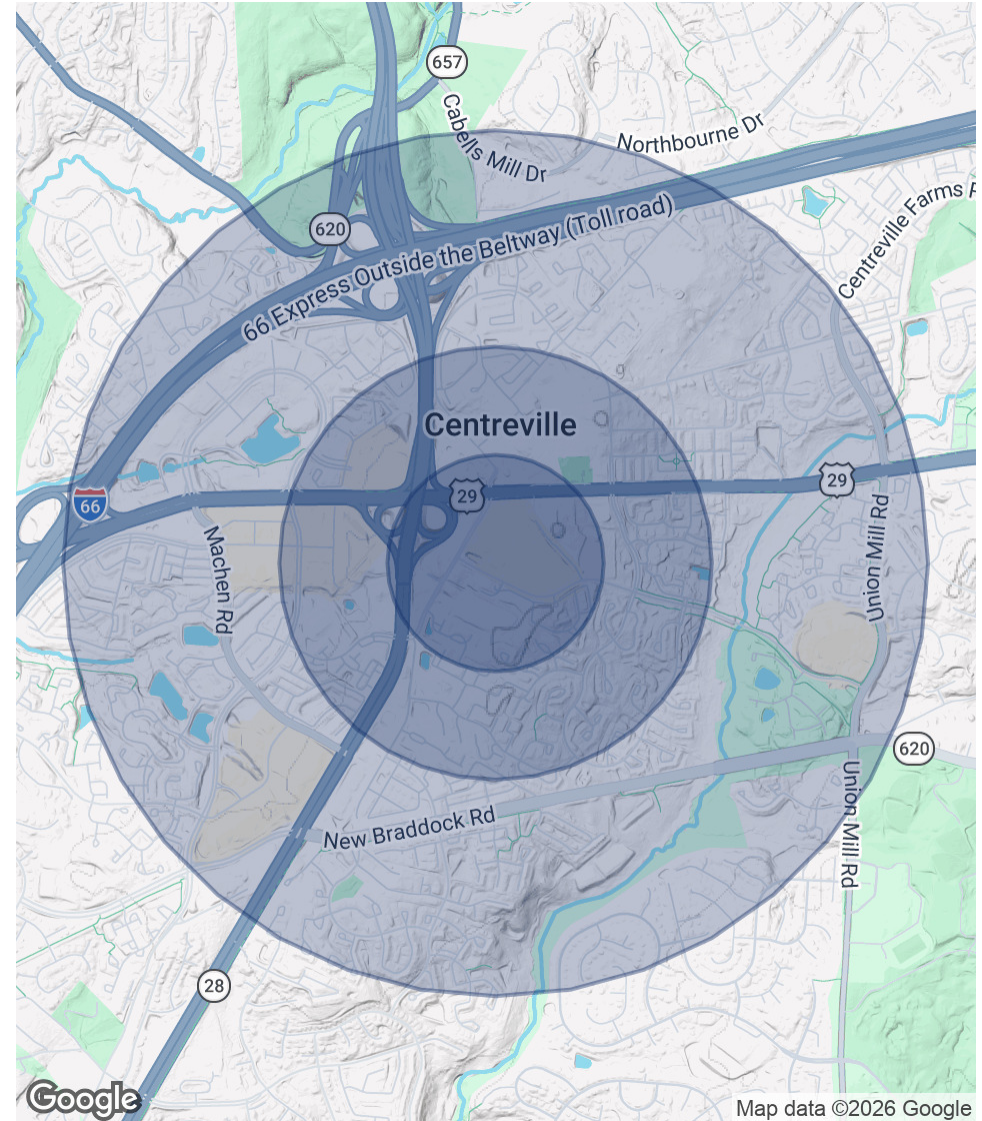 657
Cabells Mill Dr
Northbourne Dr
620
66 Express Outside the Beltway (Toll road)
Centreville Farms
Centreville
29
29
66
Machen Rd
Union Mill Rd
620
New Braddock Rd
Union Mill Rd
28
Google
Map data ©2026 Google